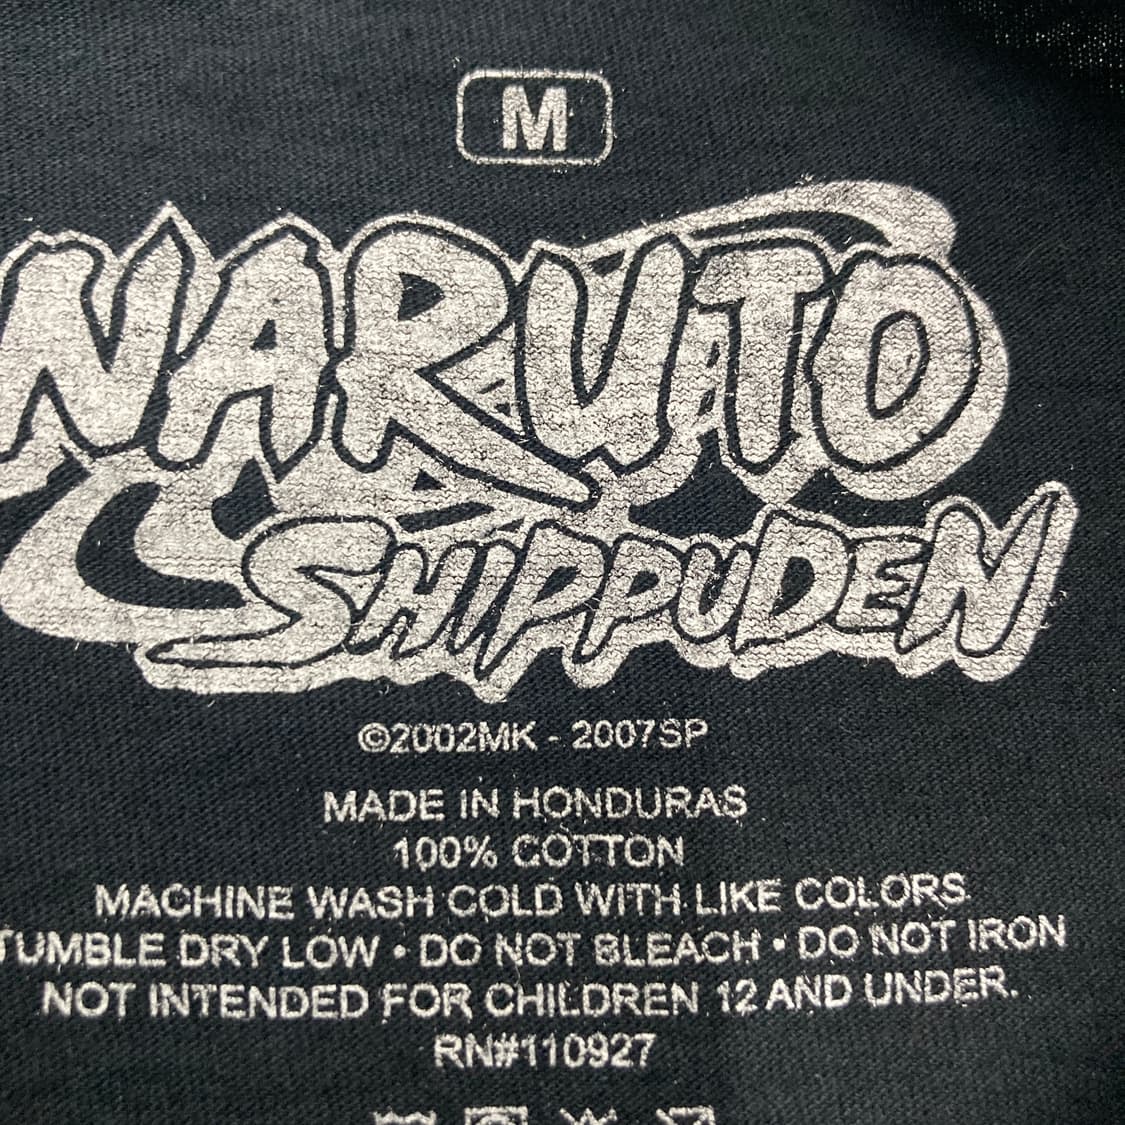 M
NARUTO
SHIPPUDEN
©2002MK - 2007SP
MADE IN HONDURAS
100% COTTON
MACHINE WASH COLD WITH LIKE COLORS
TUMBLE DRY LOW • DO NOT BLEACH • DO NOT IRON
NOT INTENDED FOR CHILDREN 12 AND UNDER.
RN#110927